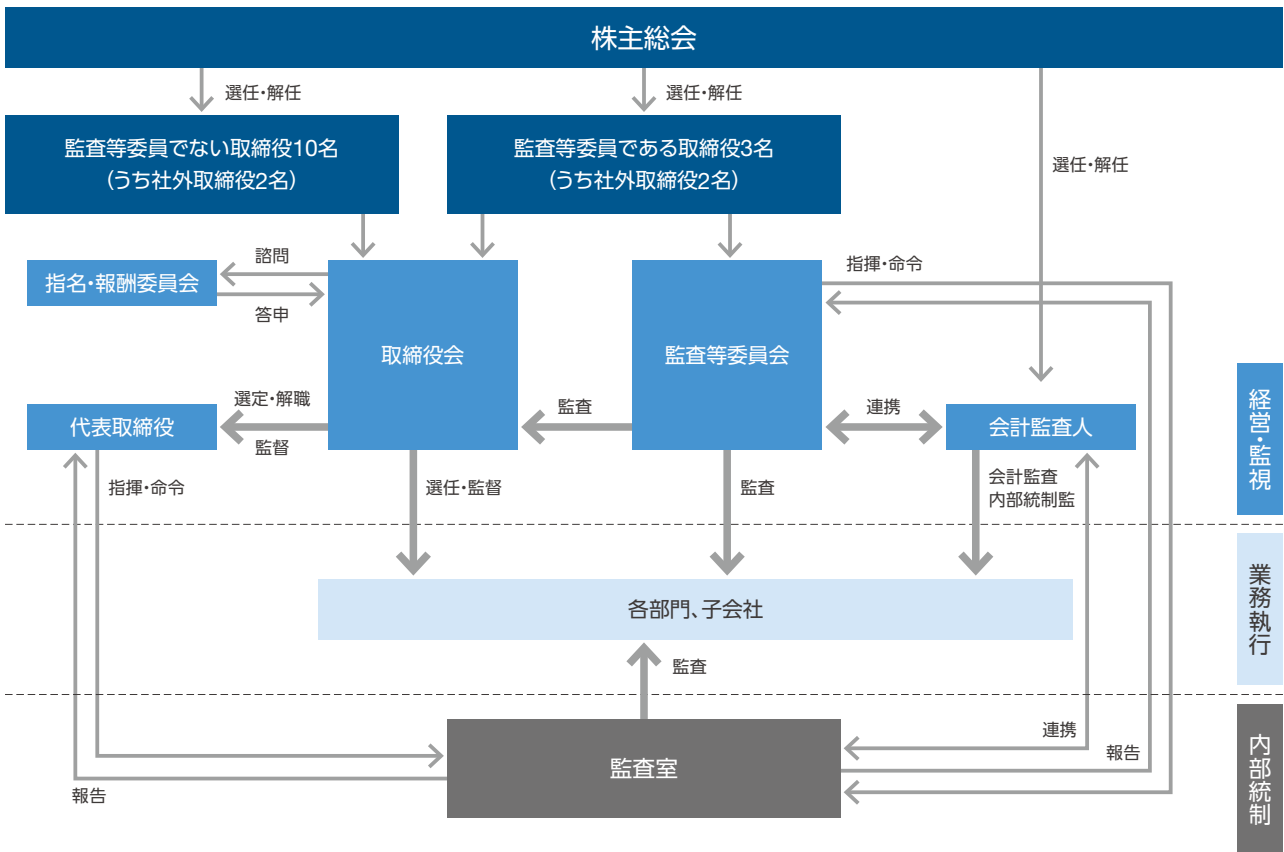 株主総会
選任・解任
選任・解任
選任・解任
監査等委員でない取締役10名
(うち社外取締役2名)
監査等委員である取締役3名
(うち社外取締役2名)
諮問
指名・報酬委員会
答申
取締役会
監査等委員会
指揮・命令
選定・解職
代表取締役
監督
監査
連携
会計監査人
指揮・命令
選任・監督
監査
会計監査
内部統制監
経営・監視
各部門、子会社
業務執行
監査
監査室
連携
報告
報告
内部統制